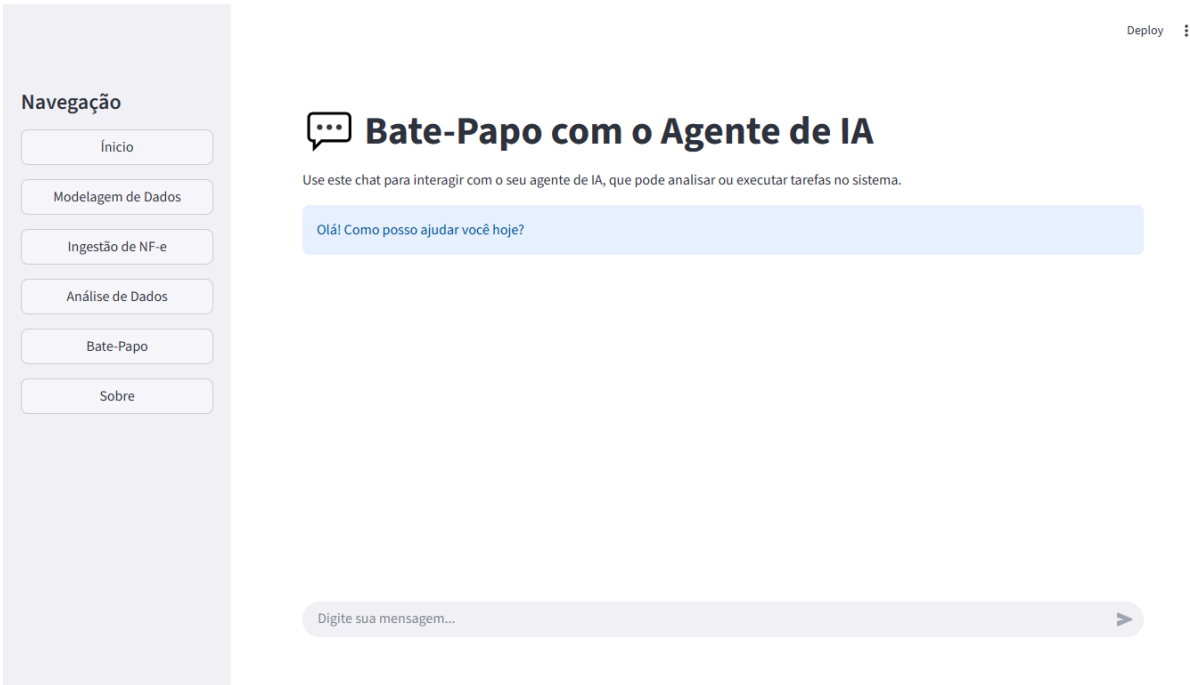 Deploy
Navegação
Ínicio
Modelagem de Dados
Ingestão de NF-e
Análise de Dados
Bate-Papo
Sobre
Bate-Papo com o Agente de IA
Use este chat para interagir com o seu agente de IA, que pode analisar ou executar tarefas no sistema.
Olá! Como posso ajudar você hoje?
Digite sua mensagem...